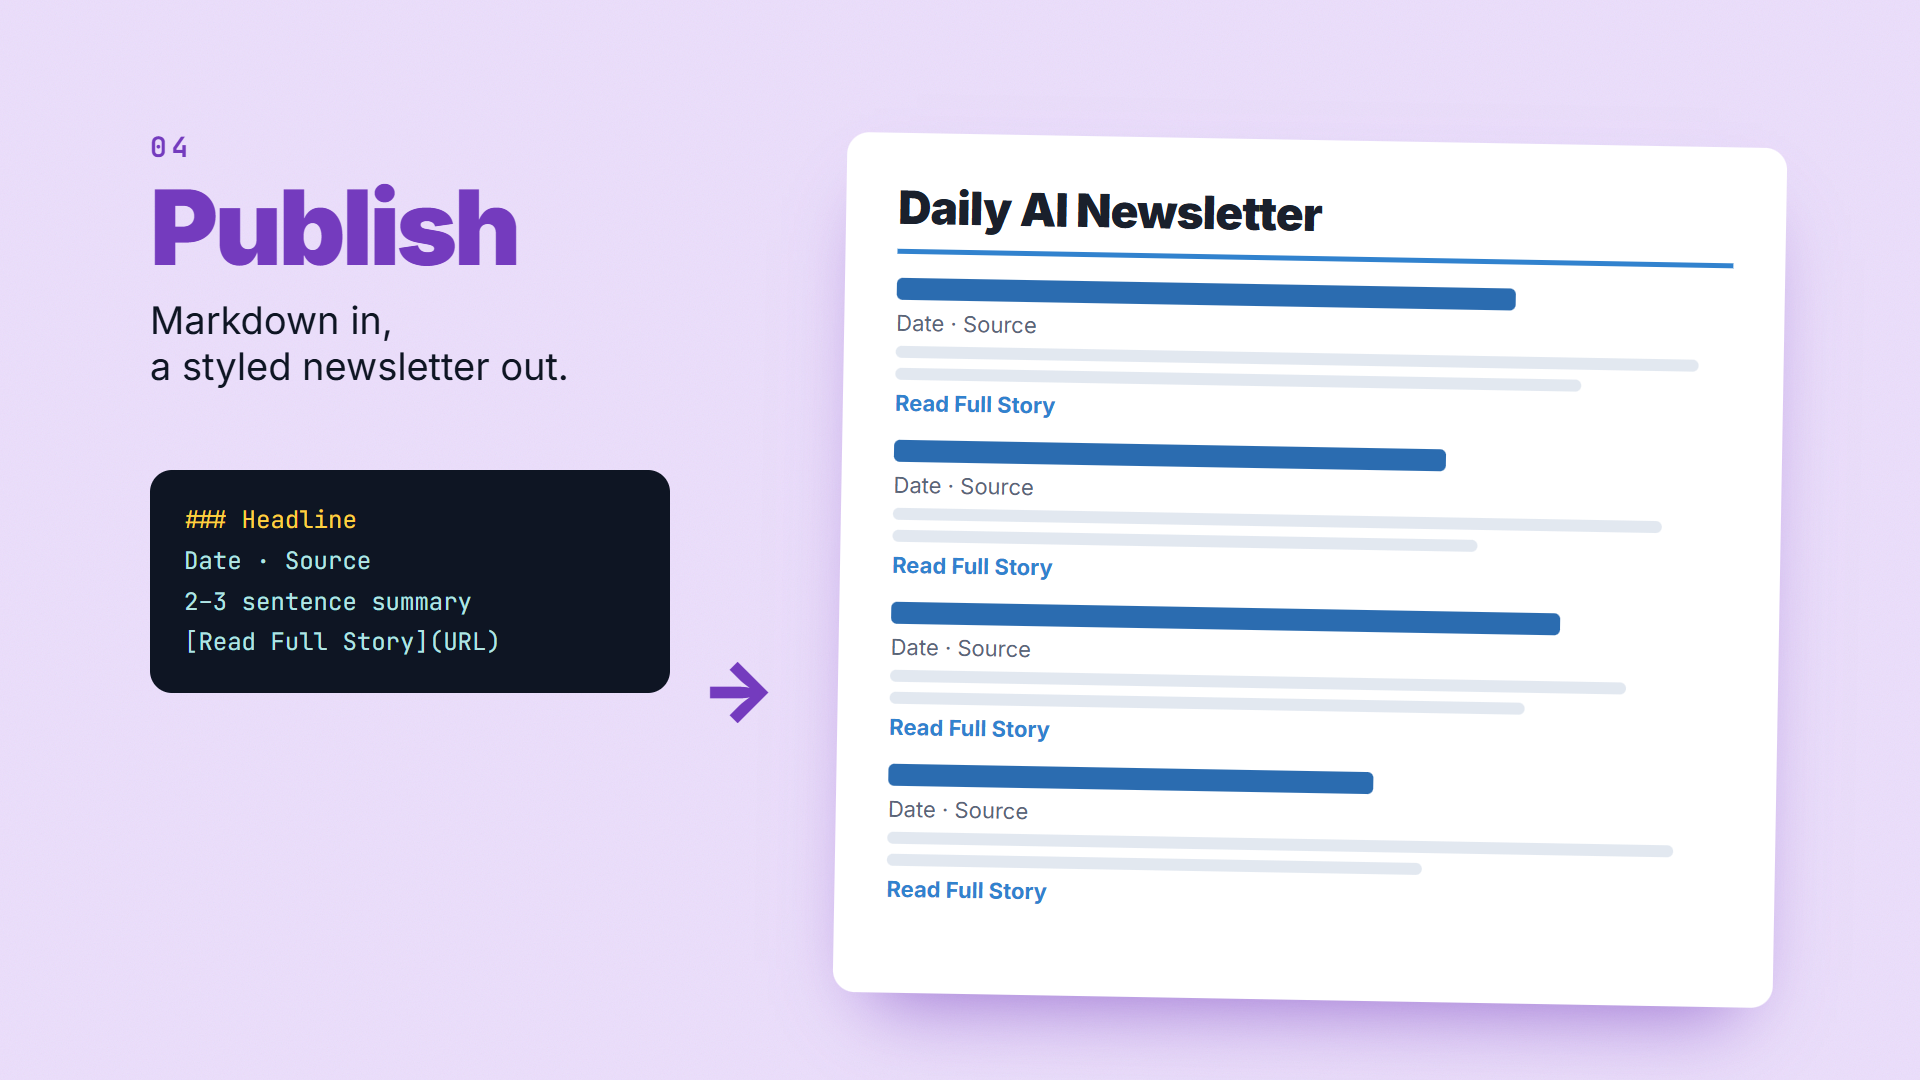 04
Publish
Markdown in,
a styled newsletter out.
### Headline
Date · Source
2–3 sentence summary
[Read Full Story](URL)
→
Daily AI Newsletter
Date · Source
Read Full Story
Date · Source
Read Full Story
Date · Source
Read Full Story
Date · Source
Read Full Story